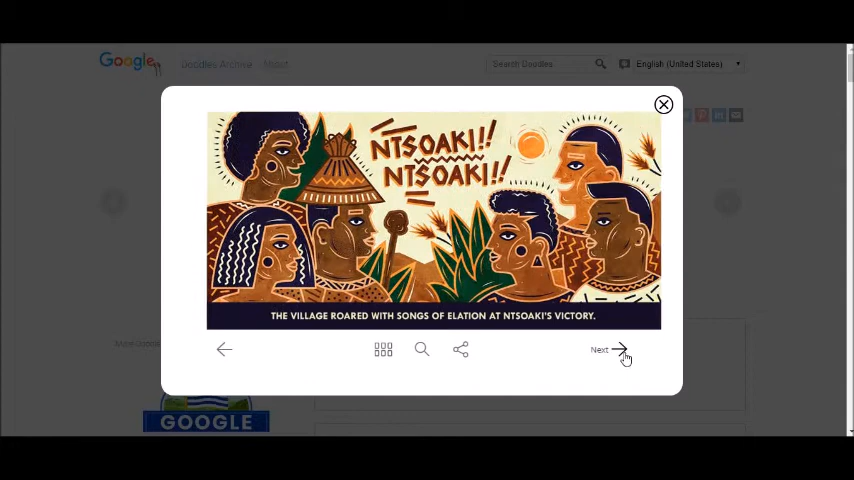 Google
Doodles Archive
About
Search Doodles
English (United States)
NTSOAKI!!
NTSOAKI!!
THE VILLAGE ROARED WITH SONGS OF ELATION AT NTSOAKI'S VICTORY.
Next
GOOGLE